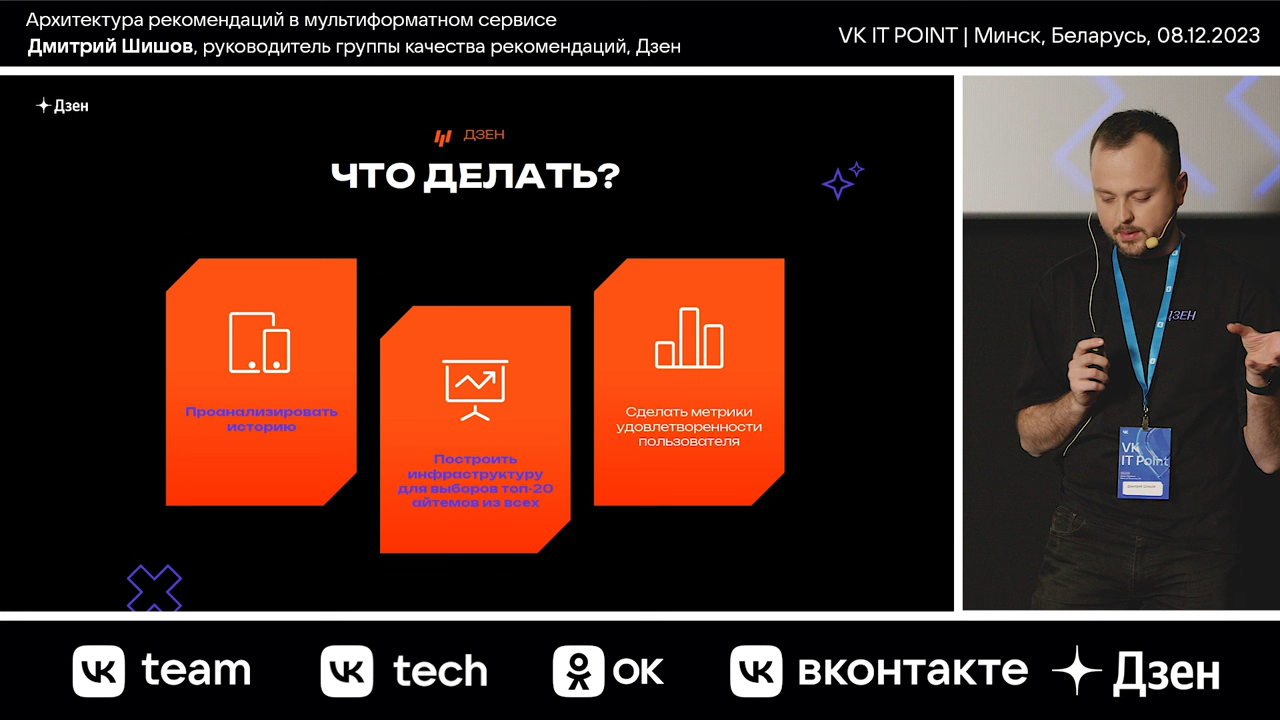 Архитектура рекомендаций в мультиформатном сервисе
Дмитрий Шишов, руководитель группы качества рекомендаций, Дзен
VK IT POINT | Минск, Беларусь, 08.12.2023
Дзен
ДЗЕН
ЧТО ДЕЛАТЬ?
Проанализировать
историю
Построить
инфраструктуру
для выборов топ-20
айтемов из всех
Сделать метрики
удовлетворенности
пользователя
ДЗЕН
VK
IT Point
team
tech
ОК
ВКОНТАКТЕ
Дзен